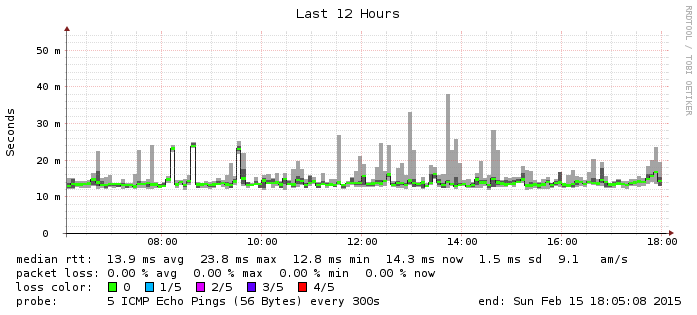 Last 12 Hours
RRDTOOL / TOBI OETIKER
Seconds
50 m
40 m
30 m
20 m
10 m
0
08:00 10:00 12:00 14:00 16:00 18:00
median rtt: 13.9 ms avg 23.8 ms max 12.8 ms min 14.3 ms now 1.5 ms sd 9.1 am/s
packet loss: 0.00 % avg 0.00 % max 0.00 % min 0.00 % now
loss color: 0 1/5 2/5 3/5 4/5
probe: 5 ICMP Echo Pings (56 Bytes) every 300s end: Sun Feb 15 18:05:08 2015